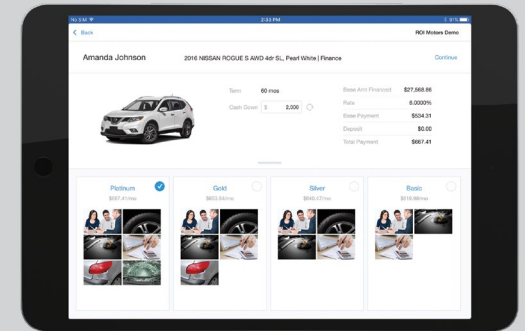 No SIM
2:33 PM
81%
Back
ROI Motors Demo
Amanda Johnson
2016 NISSAN ROGUE S AWD 4dr SL, Pearl White | Finance
Continue
Term 60 mos
Cash Down $ 2,000
Base Amt Financed $27,568.86
Rate 6.0000%
Base Payment $534.31
Deposit $0.00
Total Payment $667.41
Platinum
Gold
Silver
Basic